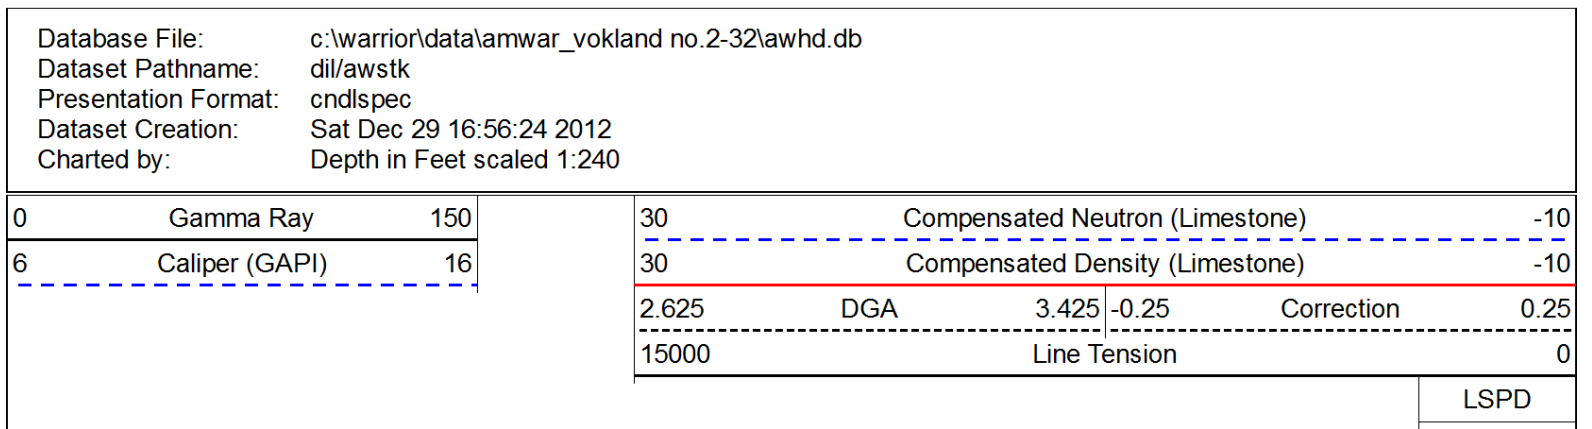 Database File: c:\warrior\data\amwar_vokland no.2-32\awhd.db
Dataset Pathname: dil/awstk
Presentation Format: cndlspec
Dataset Creation: Sat Dec 29 16:56:24 2012
Charted by: Depth in Feet scaled 1:240
0 Gamma Ray 150 30 Compensated Neutron (Limestone) -10
6 Caliper (GAPI) 16 30 Compensated Density (Limestone) -10
2.625 DGA 3.425 -0.25 Correction 0.25
15000 Line Tension 0
LSPD